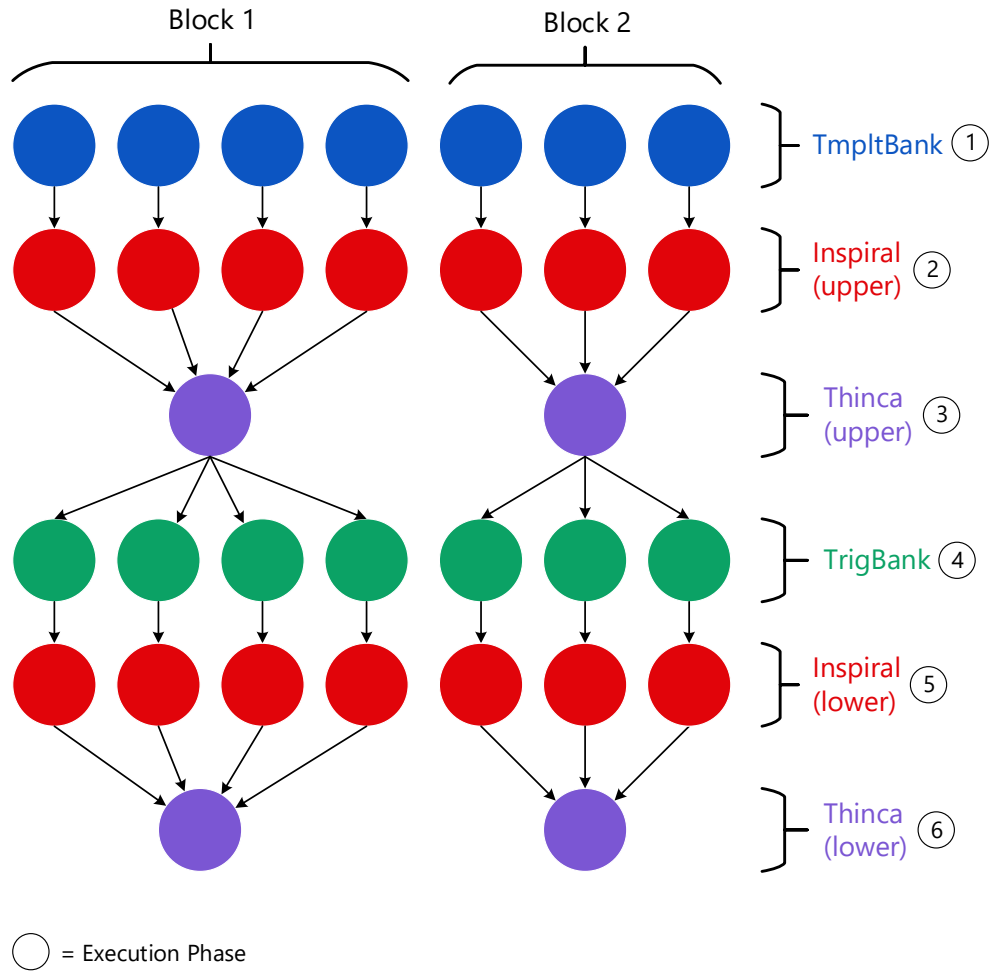 Block 1
Block 2
TmpltBank 1
Inspiral
(upper) 2
Thinca
(upper) 3
TrigBank 4
Inspiral
(lower) 5
Thinca
(lower) 6
= Execution Phase